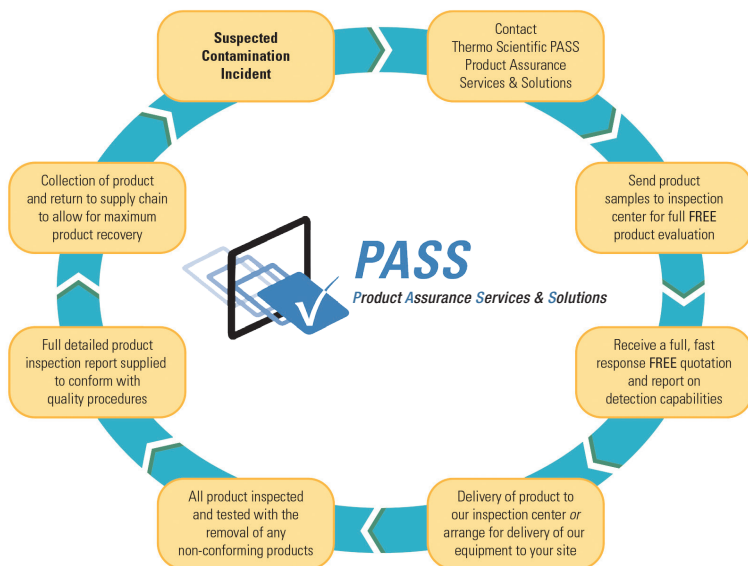 Suspected
Contamination
Incident
Contact
Thermo Scientific PASS
Product Assurance
Services & Solutions
Send product
samples to inspection
center for full FREE
product evaluation
Receive a full, fast
response FREE quotation
and report on
detection capabilities
Delivery of product to
our inspection center or
arrange for delivery of our
equipment to your site
All product inspected
and tested with the
removal of any
non-conforming products
Full detailed product
inspection report supplied
to conform with
quality procedures
Collection of product
and return to supply chain
to allow for maximum
product recovery
PASS
Product Assurance Services & Solutions